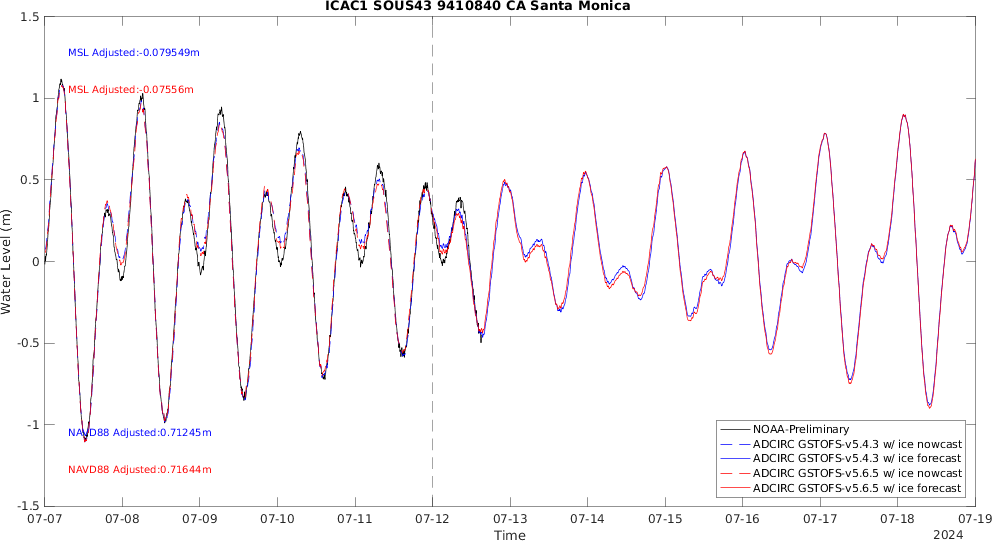 ICAC1 SOUS43 9410840 CA Santa Monica
1.5
MSL Adjusted:-0.079549m
MSL Adjusted:-0.07556m
1
0.5
Water Level (m)
0
-0.5
-1
NAVD88 Adjusted:0.71245m
NAVD88 Adjusted:0.71644m
NOAA-Preliminary
ADCIRC GSTOFS-v5.4.3 w/ ice nowcast
ADCIRC GSTOFS-v5.4.3 w/ ice forecast
ADCIRC GSTOFS-v5.6.5 w/ ice nowcast
ADCIRC GSTOFS-v5.6.5 w/ ice forecast
-1.5
07-07 07-08 07-09 07-10 07-11 07-12 07-13 07-14 07-15 07-16 07-17 07-18 07-19
Time
2024